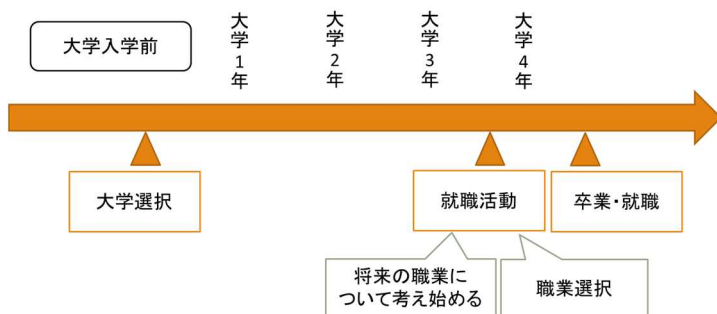 大学入学前
大学1年
大学2年
大学3年
大学4年
大学選択
就職活動
卒業・就職
将来の職業に
ついて考え始める
職業選択